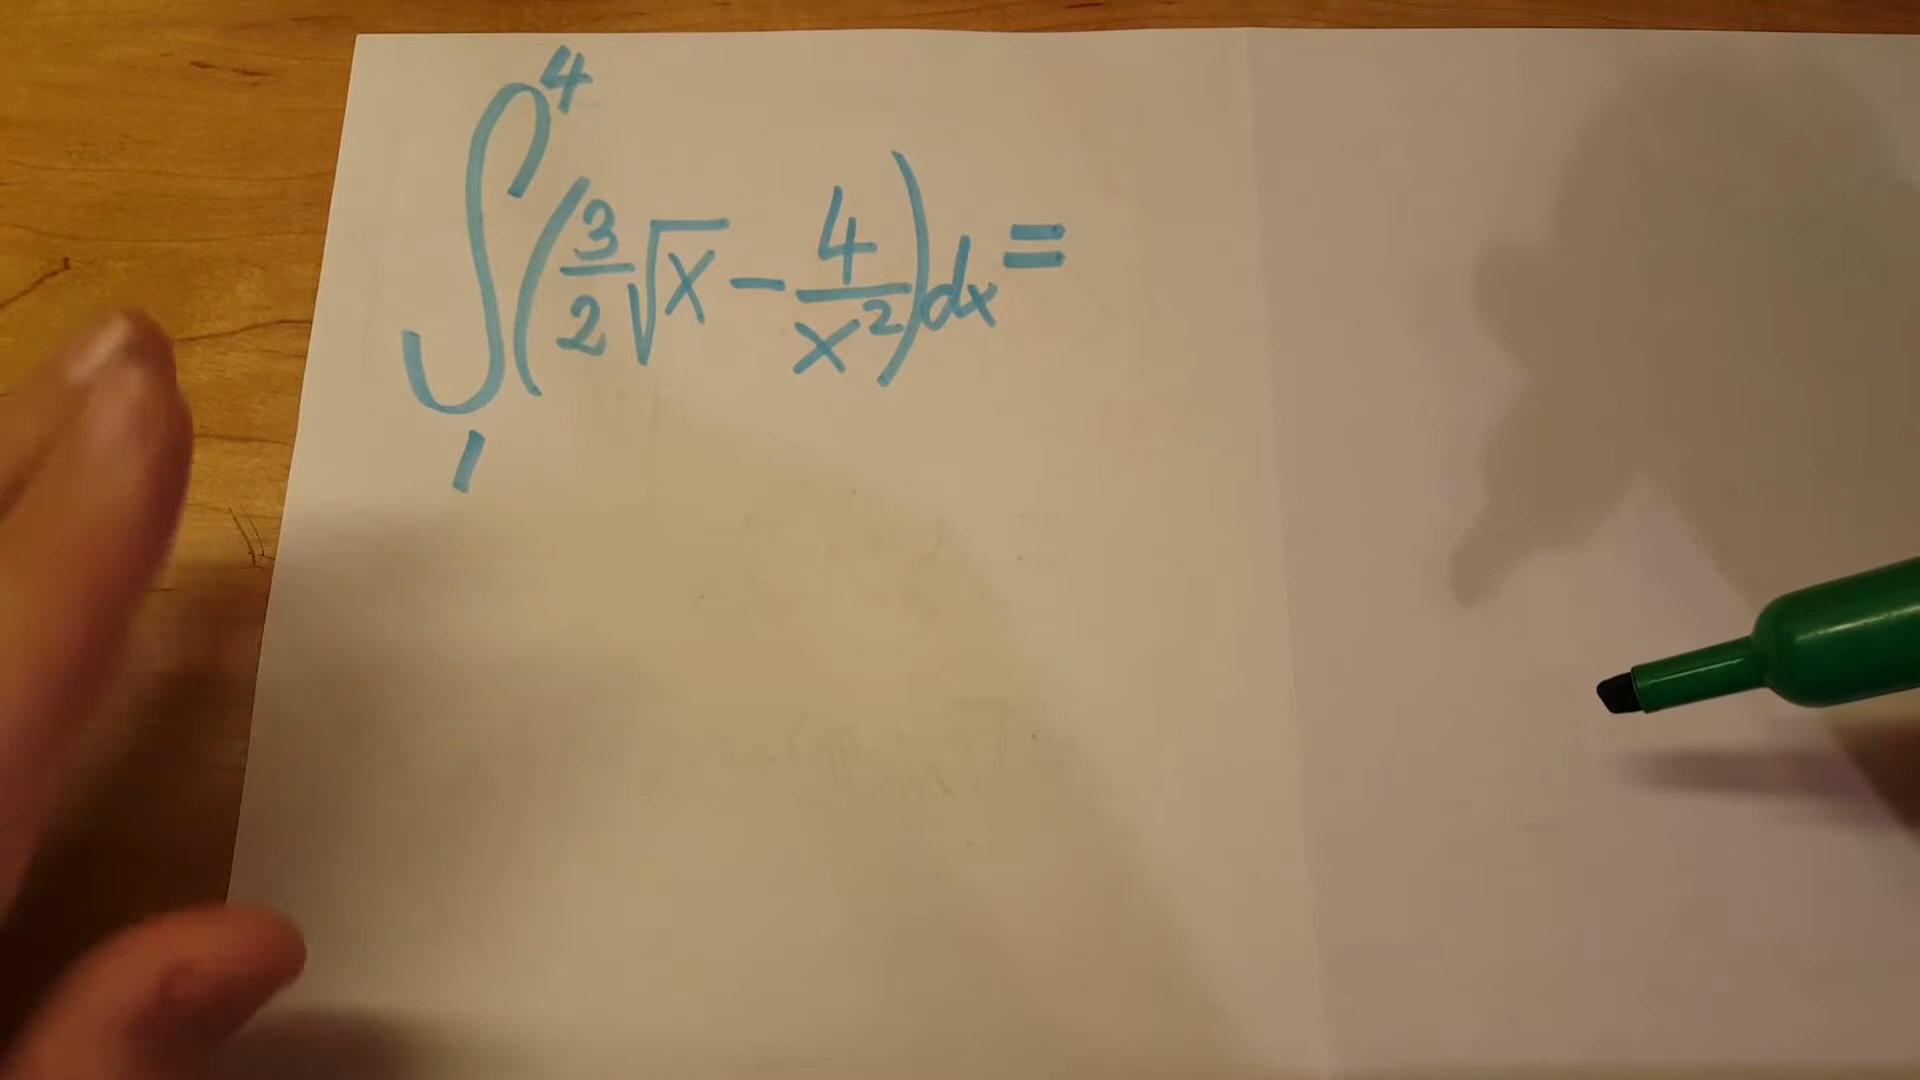 ∫₁⁴ (3/2 √x − 4/x²) dx =